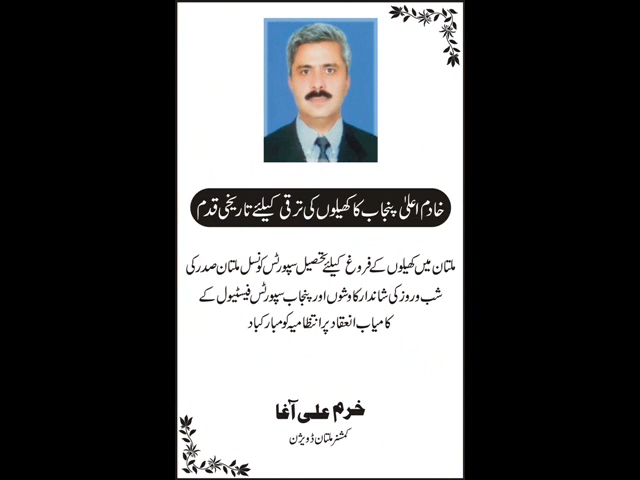 خادم اعلیٰ پنجاب کا کھیلوں کی ترقی کیلئے تاریخی قدم
ملتان میں کھیلوں کے فروغ کیلئے تحصیل سپورٹس کونسل ملتان صدر کی
شب و روز کی شاندار کاوشوں اور پنجاب سپورٹس فیسٹیول کے
کامیاب انعقاد پر انتظامیہ کو مبارکباد
خرم علی آغا
کمشنر ملتان ڈویژن